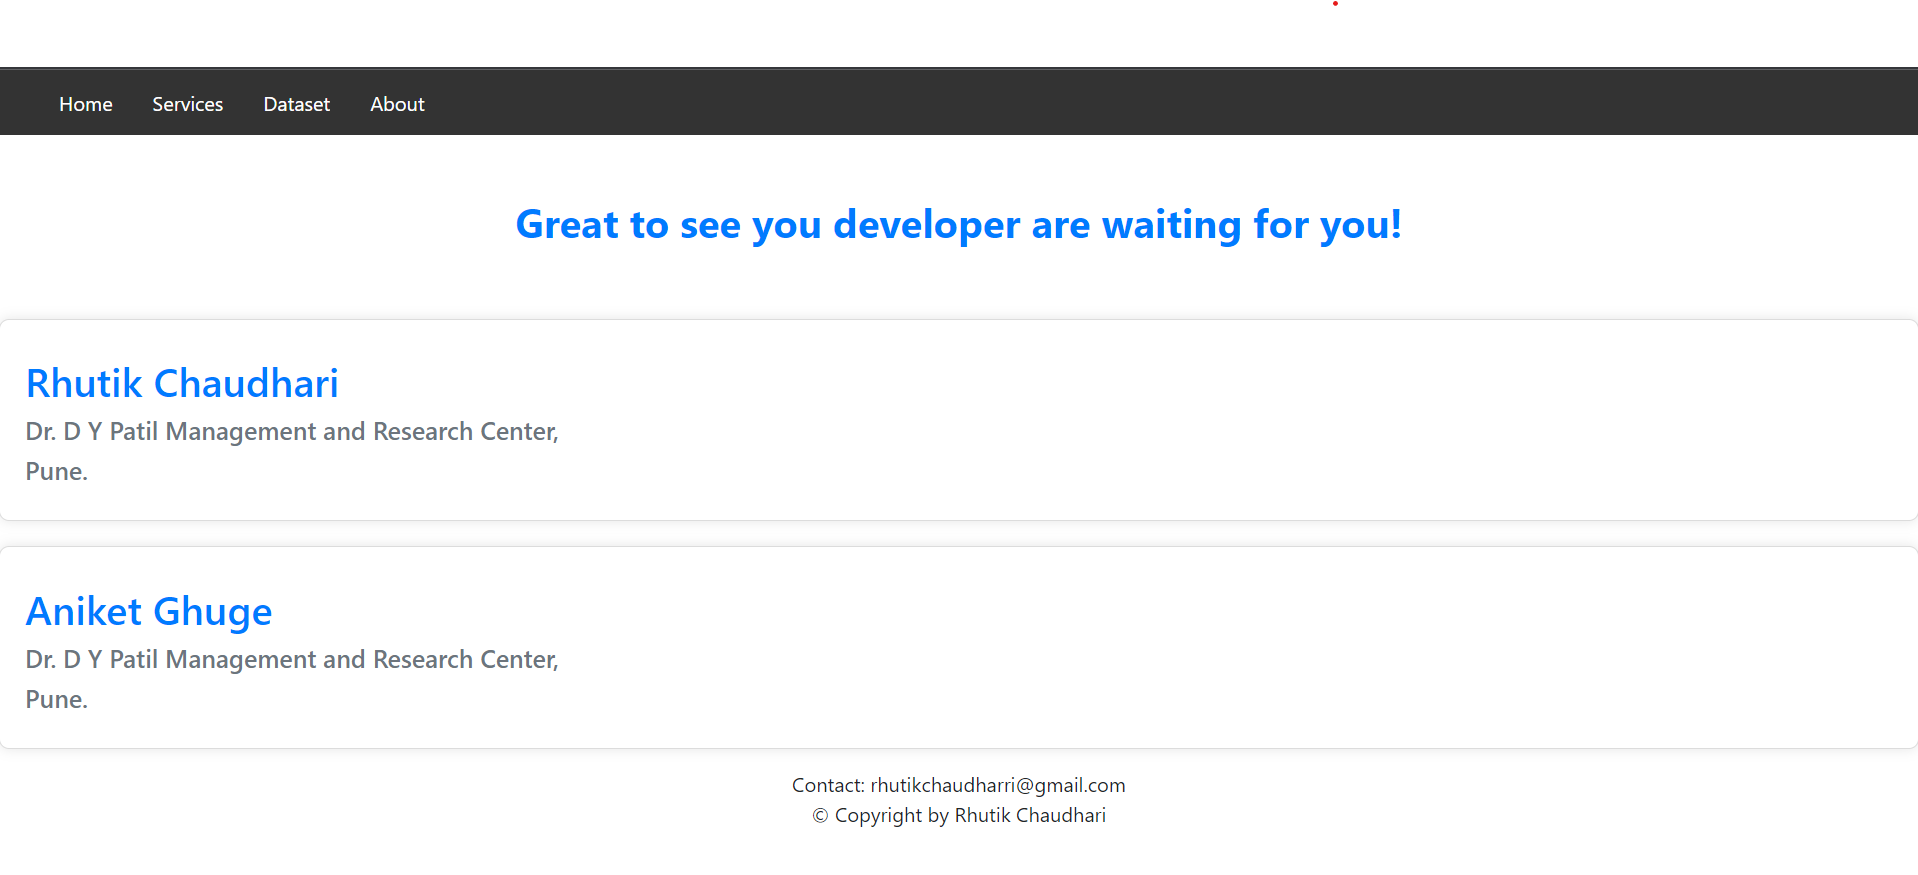 Home Services Dataset About
Great to see you developer are waiting for you!
Rhutik Chaudhari
Dr. D Y Patil Management and Research Center,
Pune.
Aniket Ghuge
Dr. D Y Patil Management and Research Center,
Pune.
Contact: rhutikchaudharri@gmail.com
© Copyright by Rhutik Chaudhari